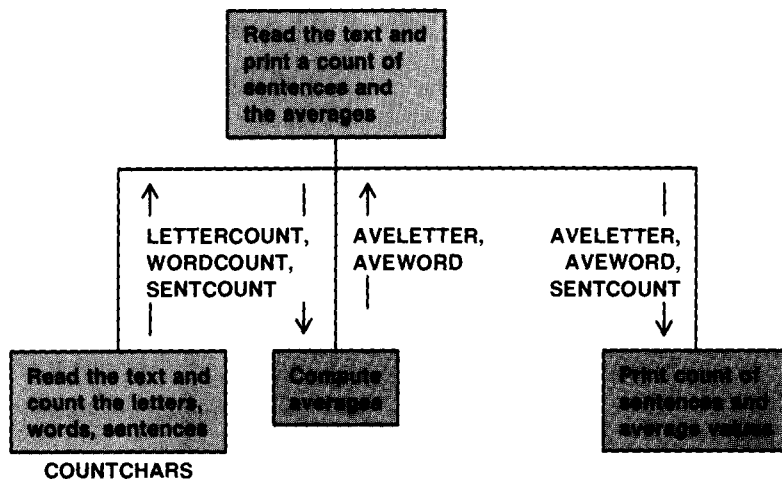 Read the text and
print a count of
sentences and
the averages
LETTERCOUNT,
WORDCOUNT,
SENTCOUNT
AVELETTER,
AVEWORD
AVELETTER,
AVEWORD,
SENTCOUNT
Read the text and
count the letters,
words, sentences
COUNTCHARS
Compute
averages
Print count of
sentences and
average values